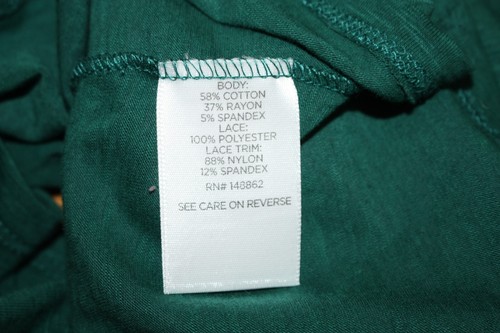 BODY:
58% COTTON
37% RAYON
5% SPANDEX
LACE:
100% POLYESTER
LACE TRIM:
88% NYLON
12% SPANDEX
RN# 148862
SEE CARE ON REVERSE